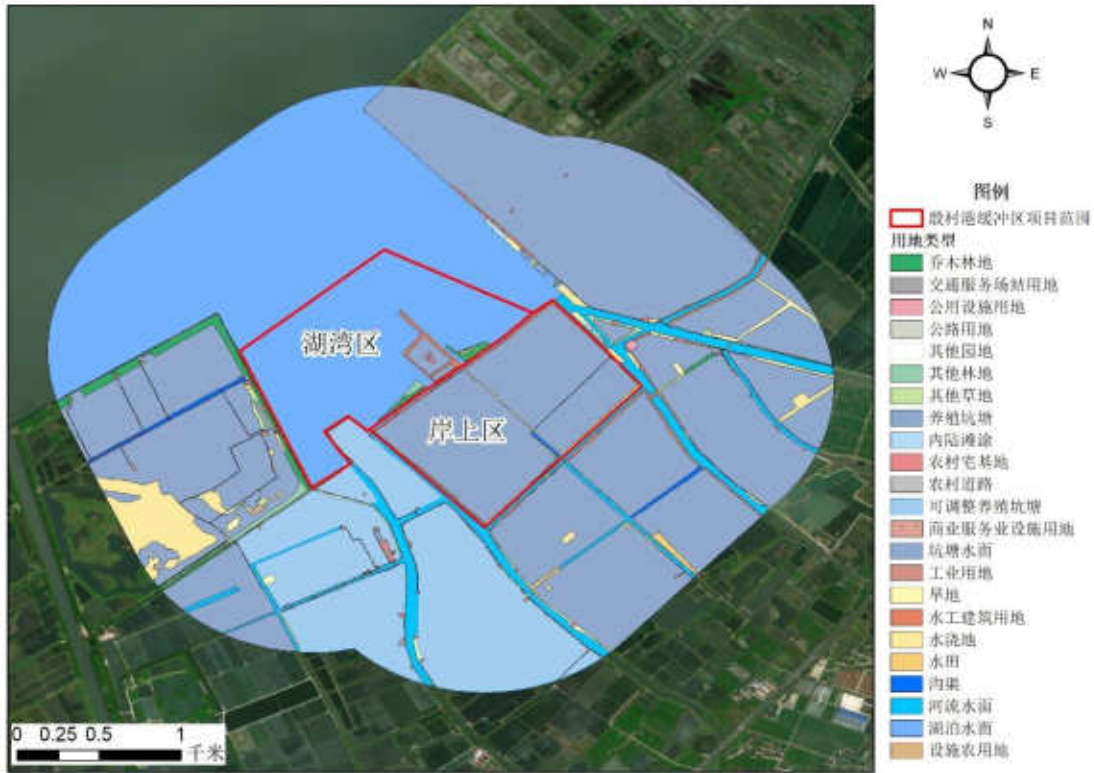 N
W
E
S
图例
殷村港缓冲区项目范围
用地类型
乔木林地
交通服务场站用地
公用设施用地
公路用地
其他园地
其他林地
其他草地
养殖坑塘
内陆滩涂
农村宅基地
农村道路
可调整养殖坑塘
商业服务业设施用地
坑塘水面
工业用地
旱地
水工建筑用地
水浇地
水田
沟渠
河流水面
湖泊水面
设施农用地
湖湾区
岸上区
0 0.25 0.5 1
千米